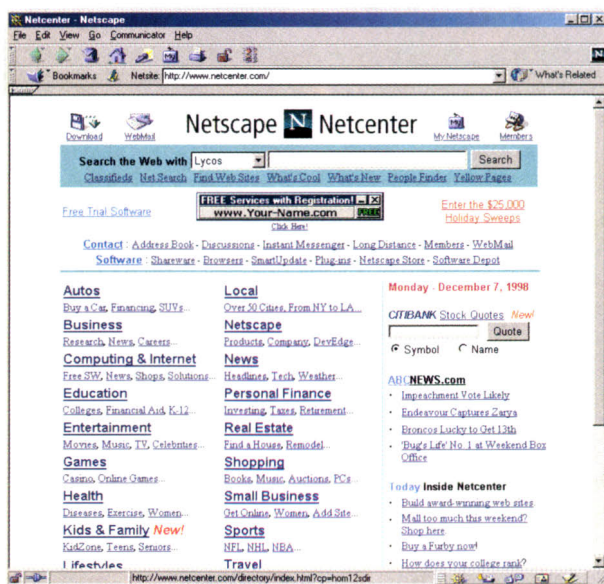 Netcenter - Netscape
File Edit View Go Communicator Help
Bookmarks Netsite: http://www.netcenter.com/ What's Related
Download WebMail Netscape N Netcenter My Netscape Members
Search the Web with Lycos Search
Classifieds Net Search Find Web Sites What's Cool What's New People Finder Yellow Pages
Free Trial Software
FREE Services with Registration!
www.Your-Name.com FREE
Click Here!
Enter the $25,000
Holiday Sweeps
Contact : Address Book - Discussions - Instant Messenger - Long Distance - Members - WebMail
Software : Shareware - Browsers - SmartUpdate - Plug-ins - Netscape Store - Software Depot
Autos
Buy a Car, Financing, SUVs...
Business
Research, News, Careers...
Computing & Internet
Free SW, News, Shops, Solutions...
Education
Colleges, Financial Aid, K-12...
Entertainment
Movies, Music, TV, Celebrities...
Games
Casino, Online Games...
Health
Diseases, Exercise, Women...
Kids & Family New!
KidZone, Teens, Seniors...
Lifestyles
Local
Over 50 Cities, From NY to LA...
Netscape
Products, Company, DevEdge...
News
Headlines, Tech, Weather...
Personal Finance
Investing, Taxes, Retirement...
Real Estate
Find a House, Remodel...
Shopping
Books, Music, Auctions, PCs...
Small Business
Get Online, Women, Add Site...
Sports
NFL, NHL, NBA...
Travel
Monday - December 7, 1998
CITIBANK Stock Quotes New!
Quote
Symbol Name
ABCNEWS.com
· Impeachment Vote Likely
· Endeavour Captures Zarya
· Broncos Lucky to Get 13th
· 'Bug's Life' No. 1 at Weekend Box
Office
Today Inside Netcenter
· Build award-winning web sites
· Mall too much this weekend?
Shop here
· Buy a Furby now!
· How does your college rank?
http://www.netcenter.com/directory/index.html?cp=hom12sdir